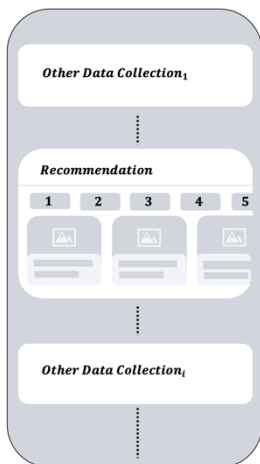 Other Data Collection₁
Recommendation
1 2 3 4 5
Other Data Collectionᵢ